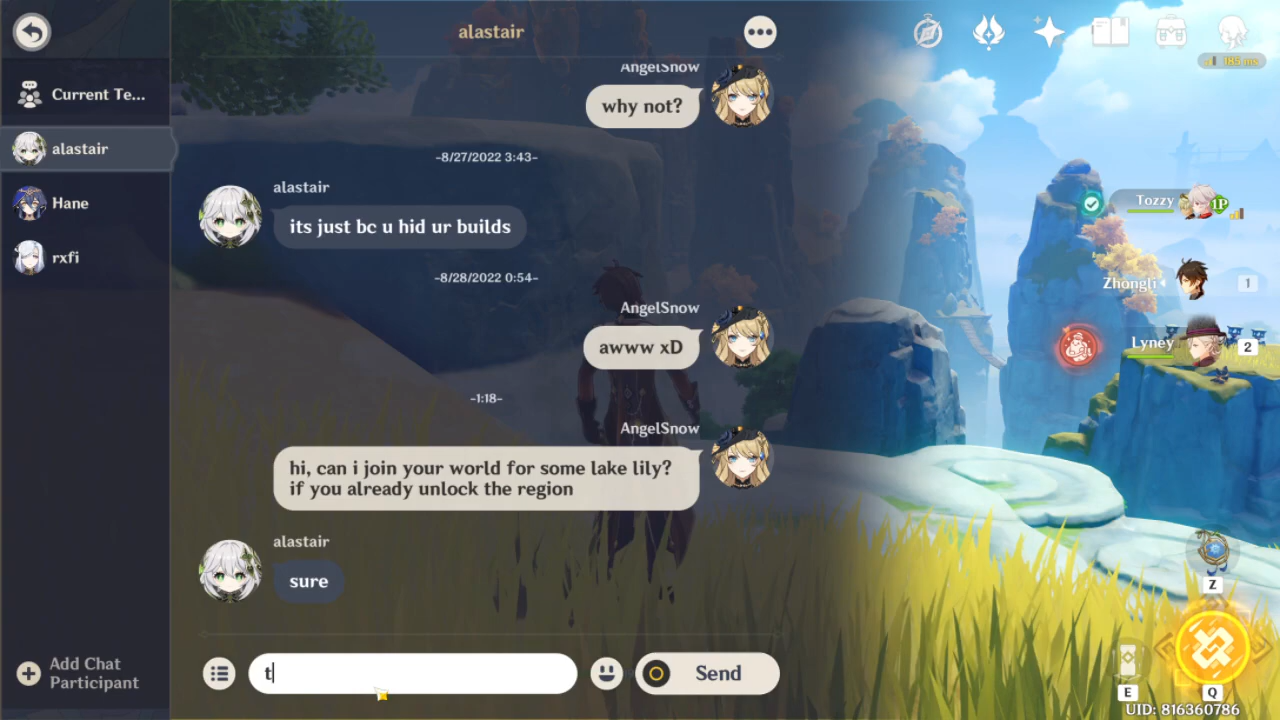 alastair
185 ms
Current Te...
AngelSnow
why not?
alastair
-8/27/2022 3:43-
alastair
Hane
its just bc u hid ur builds
Tozzy
1P
rxfi
-8/28/2022 0:54-
Zhongli
1
AngelSnow
awww xD
Lyney
2
-1:18-
AngelSnow
hi, can i join your world for some lake lily?
if you already unlock the region
alastair
sure
Z
Add Chat
Participant
t
Send
E
Q
UID: 816360786